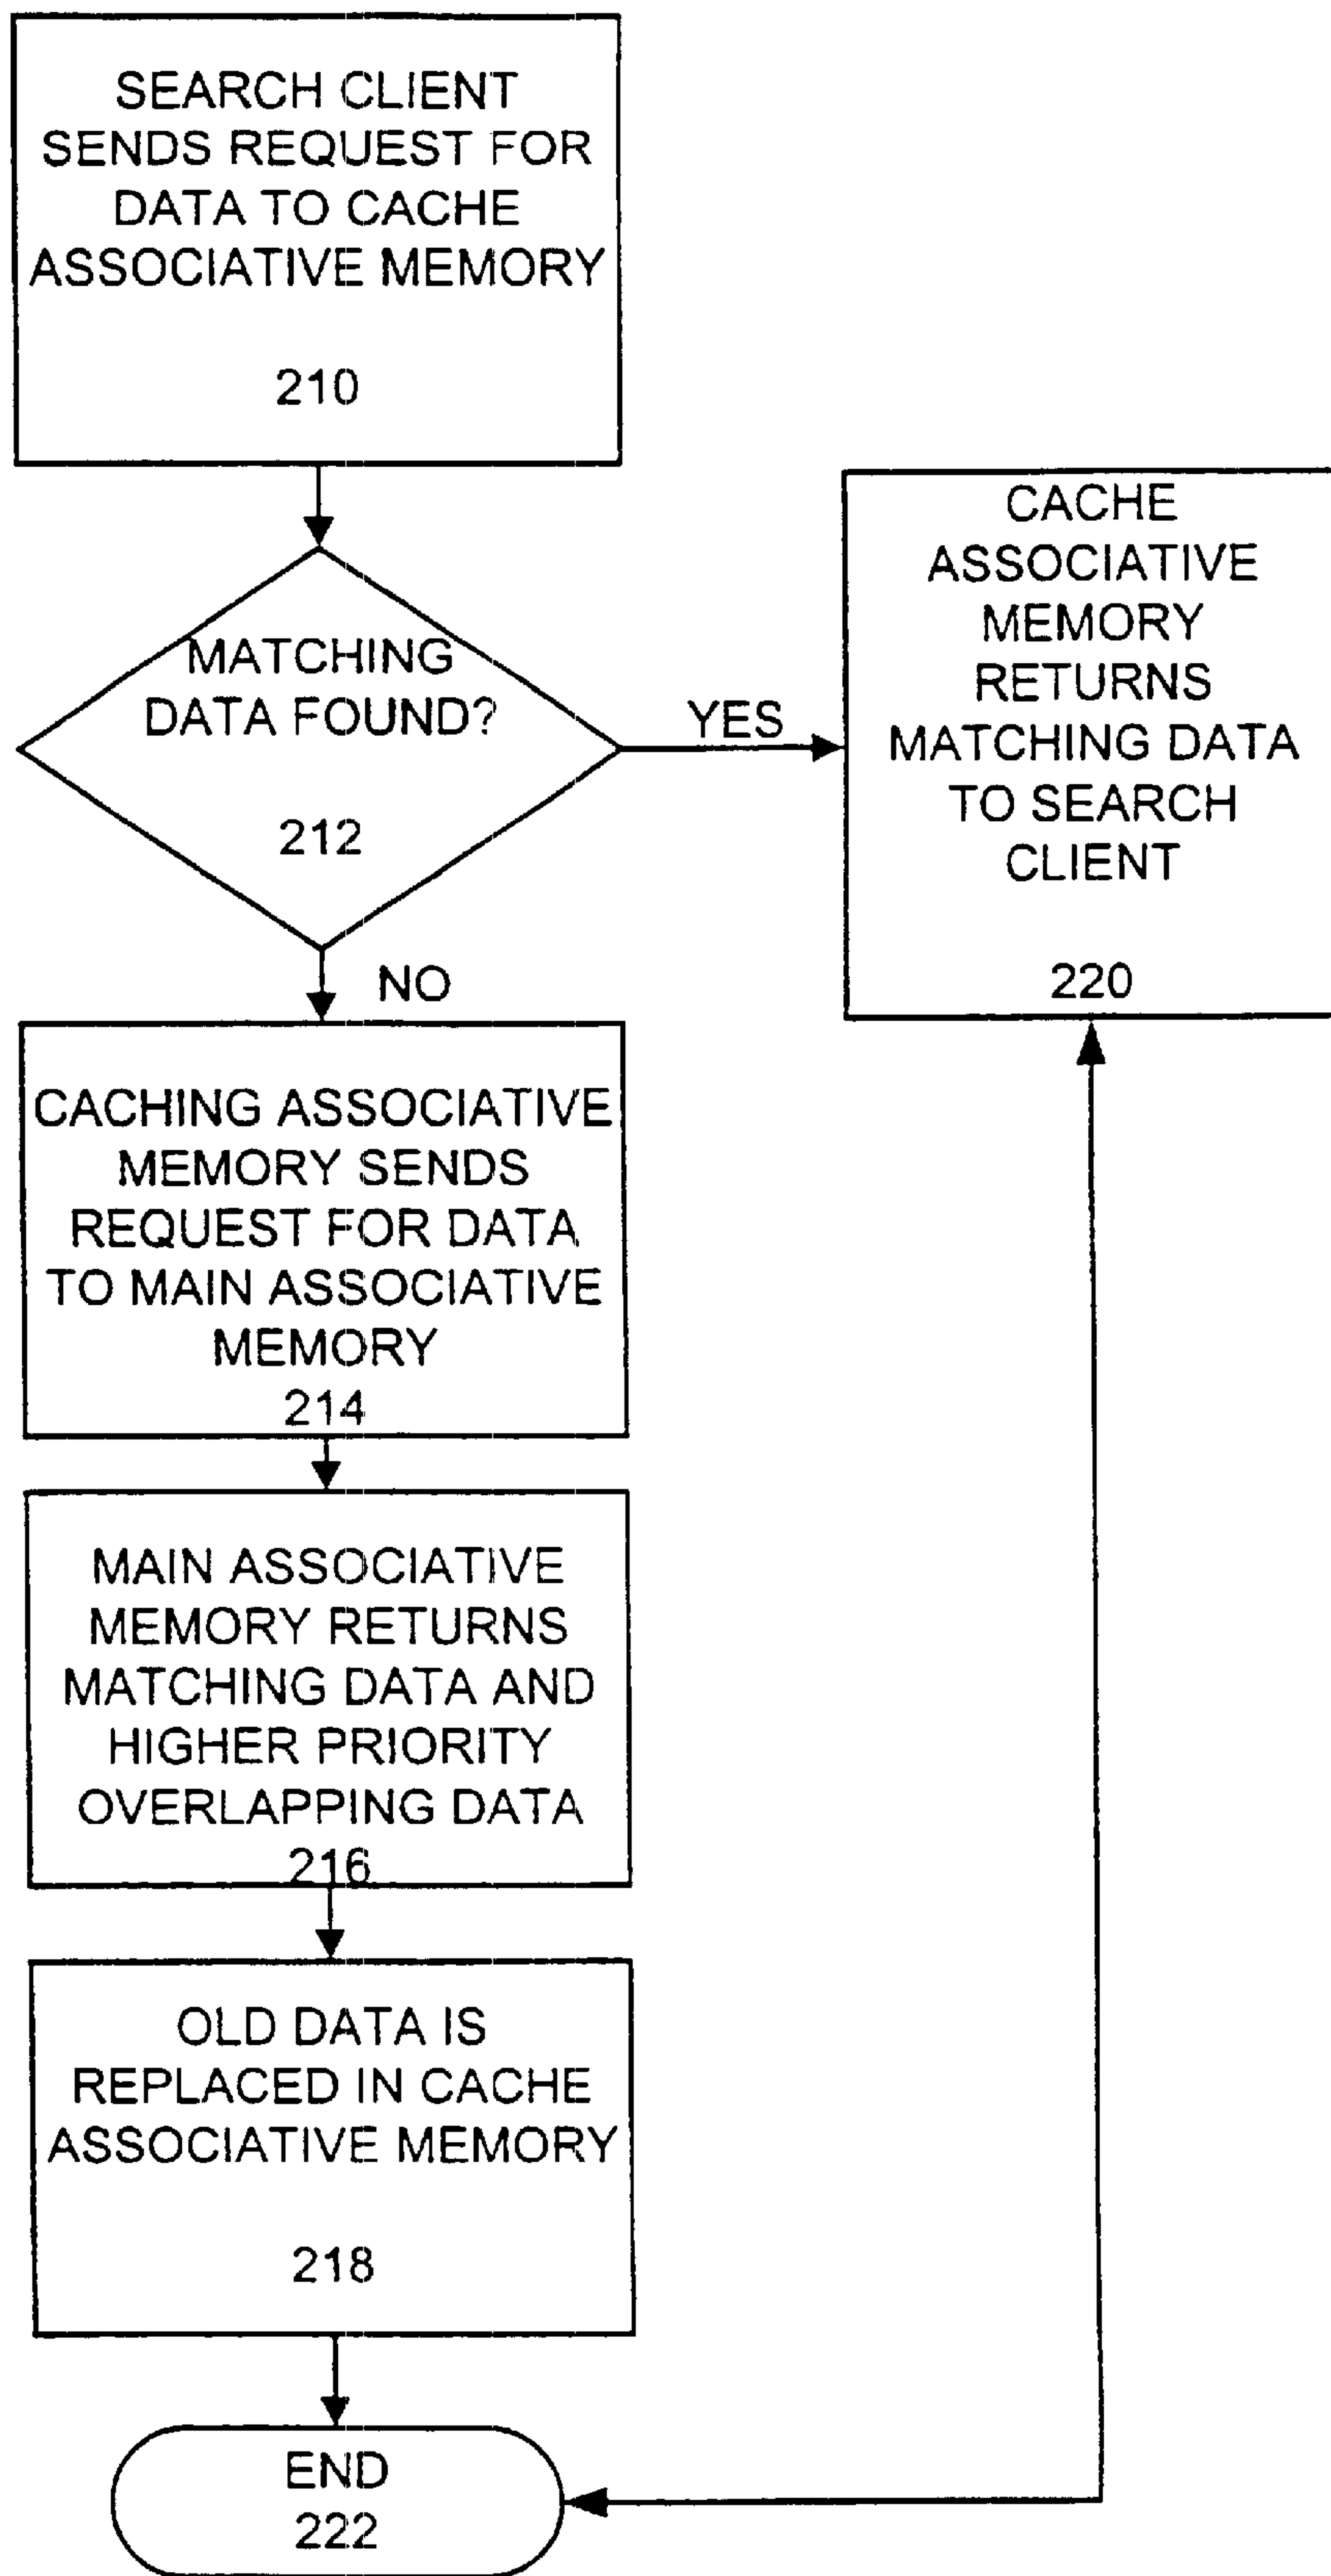 SEARCH CLIENT
SENDS REQUEST FOR
DATA TO CACHE
ASSOCIATIVE MEMORY
210
MATCHING
DATA FOUND?
212
YES
CACHE
ASSOCIATIVE
MEMORY
RETURNS
MATCHING DATA
TO SEARCH
CLIENT
220
NO
CACHING ASSOCIATIVE
MEMORY SENDS
REQUEST FOR DATA
TO MAIN ASSOCIATIVE
MEMORY
214
MAIN ASSOCIATIVE
MEMORY RETURNS
MATCHING DATA AND
HIGHER PRIORITY
OVERLAPPING DATA
216
OLD DATA IS
REPLACED IN CACHE
ASSOCIATIVE MEMORY
218
END
222